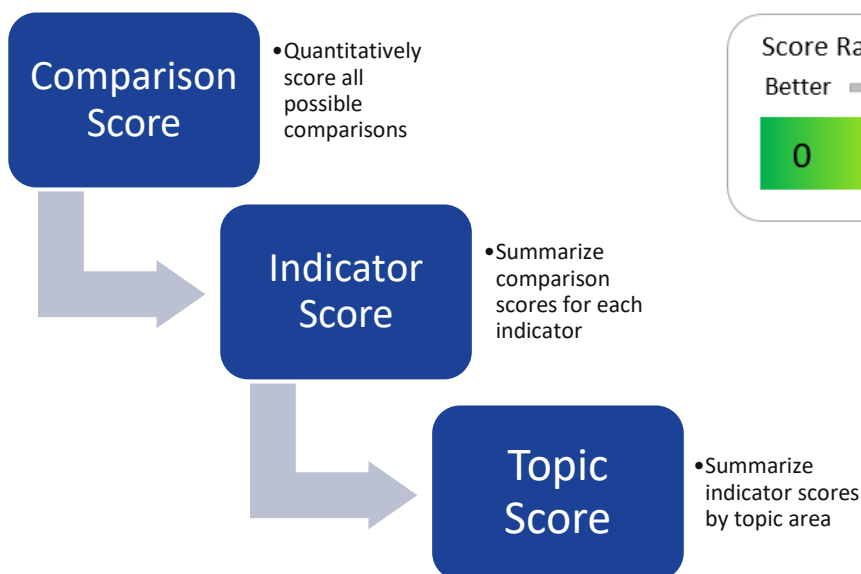 Comparison
Score
•Quantitatively
score all
possible
comparisons
Score Ra
Better
0
Indicator
Score
•Summarize
comparison
scores for each
indicator
Topic
Score
•Summarize
indicator scores
by topic area